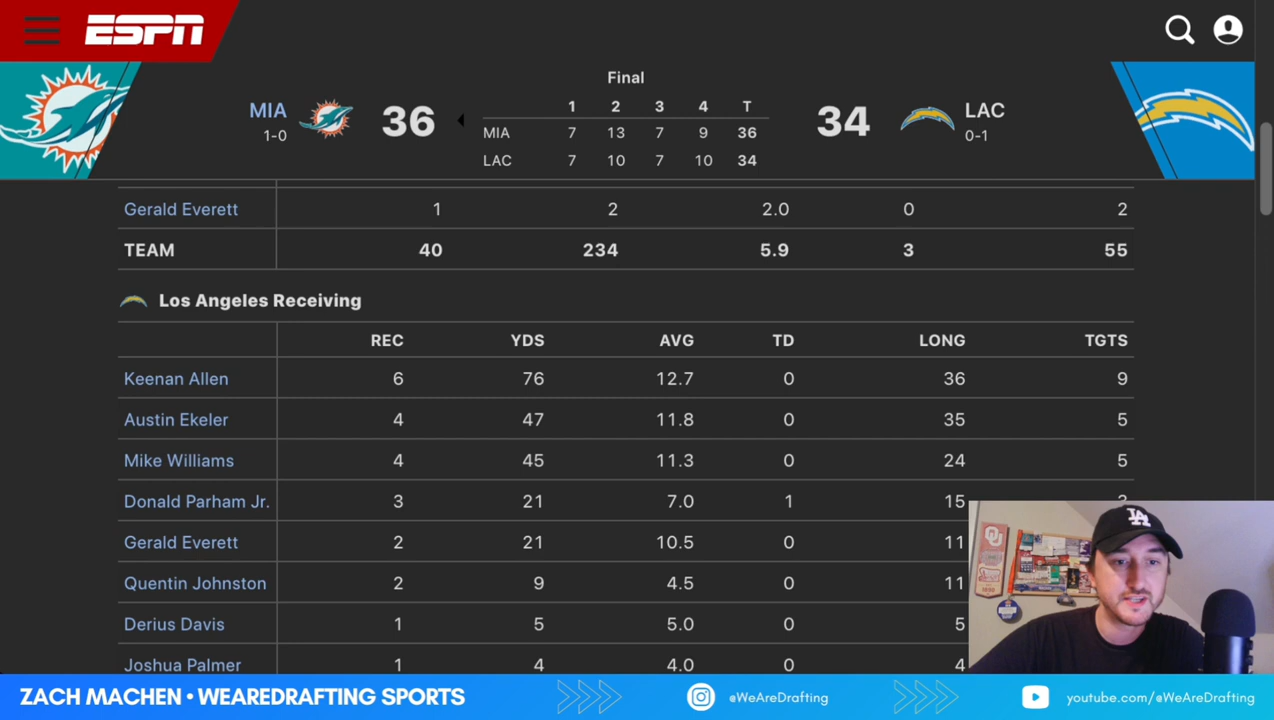 ESPN
Final
MIA 36 1 2 3 4 T 34 LAC
1-0 MIA 7 13 7 9 36 0-1
LAC 7 10 7 10 34
Gerald Everett 1 2 2.0 0 2
TEAM 40 234 5.9 3 55
Los Angeles Receiving
REC YDS AVG TD LONG TGTS
Keenan Allen 6 76 12.7 0 36 9
Austin Ekeler 4 47 11.8 0 35 5
Mike Williams 4 45 11.3 0 24 5
Donald Parham Jr. 3 21 7.0 1 15
Gerald Everett 2 21 10.5 0 11
Quentin Johnston 2 9 4.5 0 11
Derius Davis 1 5 5.0 0 5
Joshua Palmer 1 4 4.0 0 4
LA
ZACH MACHEN • WEAREDRAFTING SPORTS @WeAreDrafting youtube.com/@WeAreDrafting